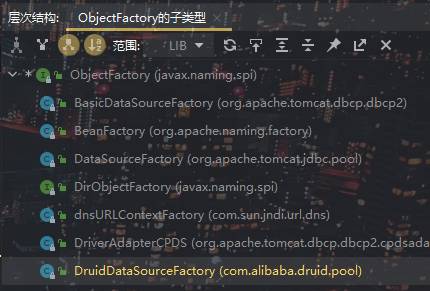 层次结构: ObjectFactory的子类型 ×
范围: LIB
* ObjectFactory (javax.naming.spi)
BasicDataSourceFactory (org.apache.tomcat.dbcp.dbcp2)
BeanFactory (org.apache.naming.factory)
DataSourceFactory (org.apache.tomcat.jdbc.pool)
DirObjectFactory (javax.naming.spi)
dnsURLContextFactory (com.sun.jndi.url.dns)
DriverAdapterCPDS (org.apache.tomcat.dbcp.dbcp2.cpdsada
DruidDataSourceFactory (com.alibaba.druid.pool)